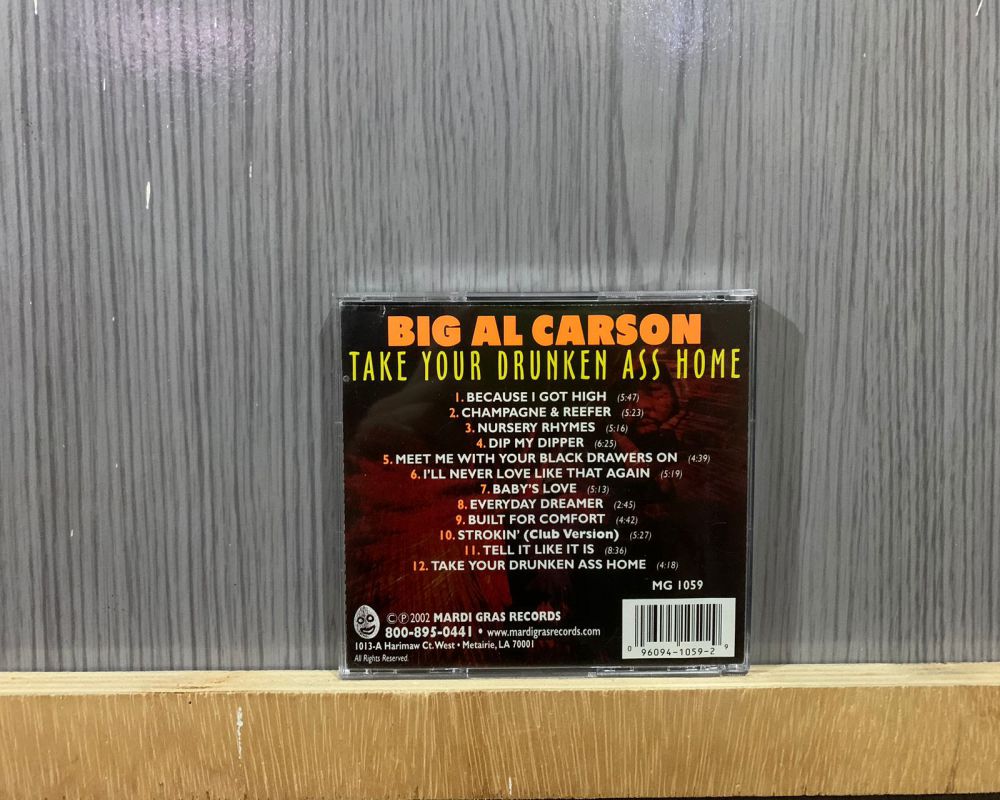 BIG AL CARSON
TAKE YOUR DRUNKEN ASS HOME
1. BECAUSE I GOT HIGH (5:47)
2. CHAMPAGNE & REEFER (5:23)
3. NURSERY RHYMES (5:16)
4. DIP MY DIPPER (6:25)
5. MEET ME WITH YOUR BLACK DRAWERS ON (4:39)
6. I'LL NEVER LOVE LIKE THAT AGAIN (5:19)
7. BABY'S LOVE (5:13)
8. EVERYDAY DREAMER (2:45)
9. BUILT FOR COMFORT (4:42)
10. STROKIN' (Club Version) (5:27)
11. TELL IT LIKE IT IS (8:36)
12. TAKE YOUR DRUNKEN ASS HOME (4:18)
MG 1059
©℗ 2002 MARDI GRAS RECORDS
800-895-0441 • www.mardigrasrecords.com
1013-A Harimaw Ct. West • Metairie, LA 70001
All Rights Reserved.
0 96094-1059-2 9